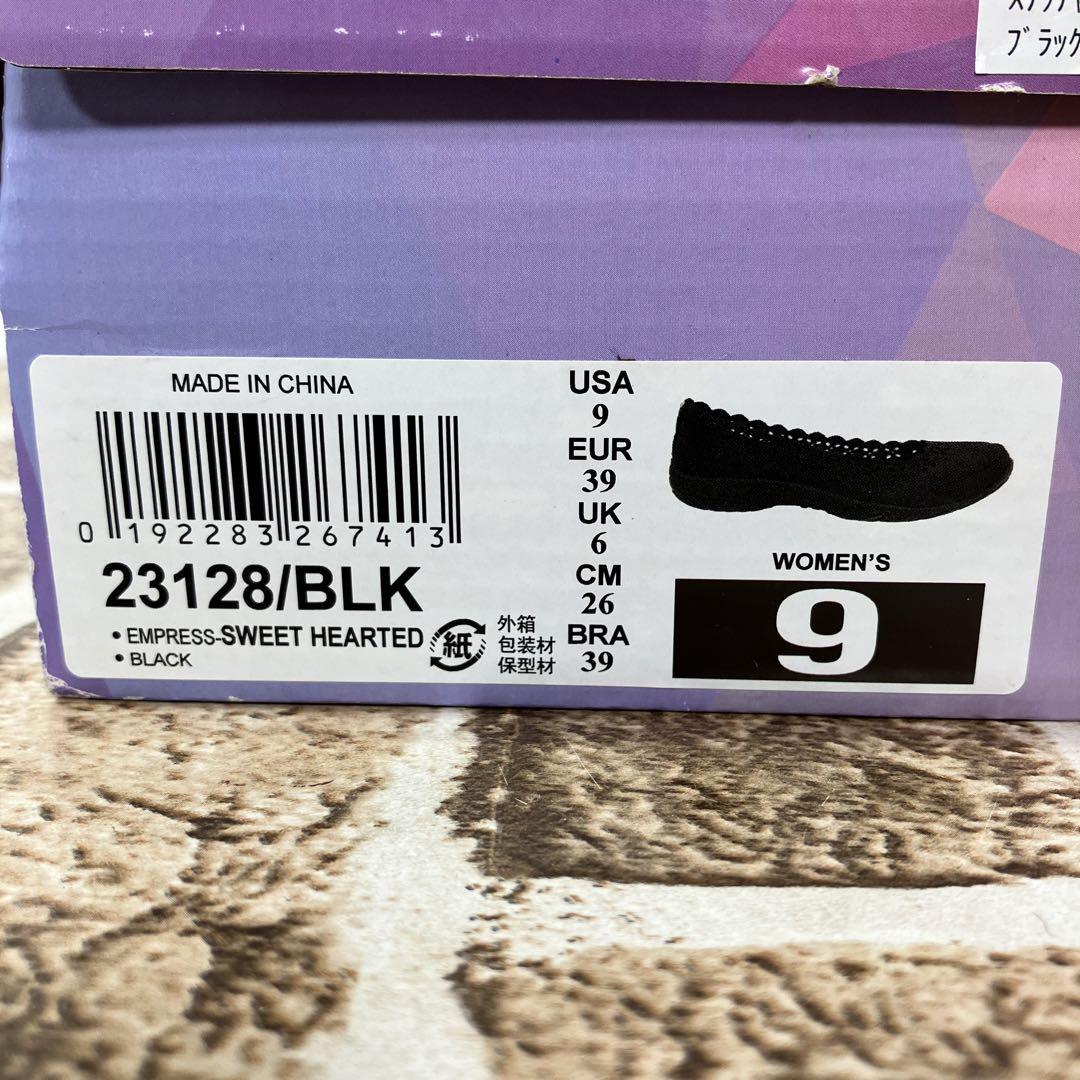 ブラック
MADE IN CHINA
0 192283 267413
23128/BLK
• EMPRESS-SWEET HEARTED
• BLACK
紙
外箱
包装材
保型材
USA
9
EUR
39
UK
6
CM
26
BRA
39
WOMEN'S
9